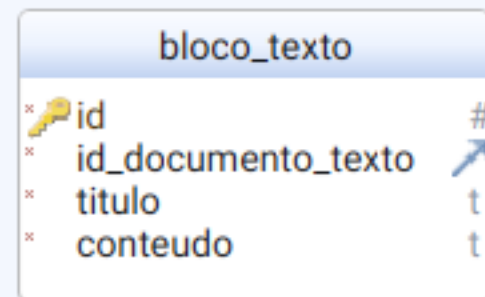 bloco_texto
id #
id_documento_texto
titulo t
conteudo t